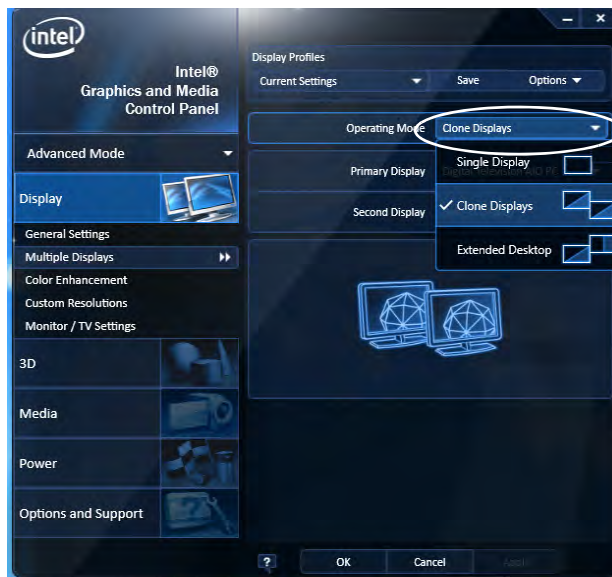 intel
Intel®
Graphics and Media
Control Panel
Advanced Mode
Display
General Settings
Multiple Displays
Color Enhancement
Custom Resolutions
Monitor / TV Settings
3D
Media
Power
Options and Support
Display Profiles
Current Settings
Save
Options
Operating Mode
Clone Displays
Primary Display
Single Display
Second Display
Clone Displays
Extended Desktop
?
OK
Cancel
Apply